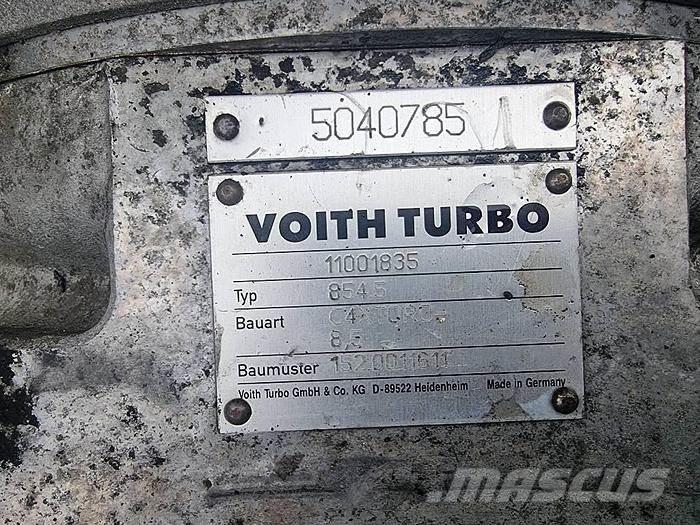 5040785
VOITH TURBO
11001835
Typ 854.5
Bauart
8,5
Baumuster
Voith Turbo GmbH & Co. KG D-89522 Heidenheim Made in Germany
MASCUS